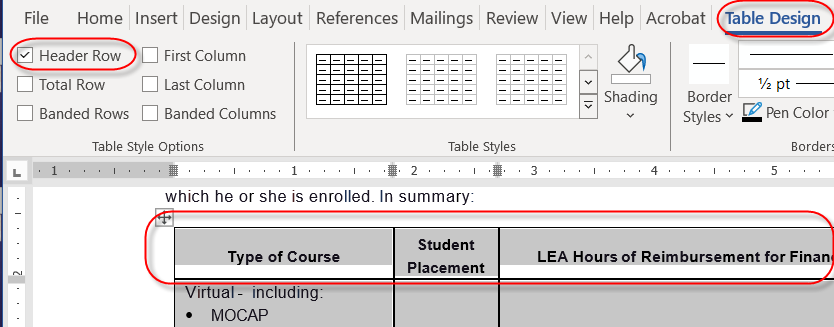 File Home Insert Design Layout References Mailings Review View Help Acrobat Table Design
Header Row First Column
Total Row Last Column
Banded Rows Banded Columns
Shading
Border Styles
½ pt
Pen Color
Table Style Options Table Styles Borders
L 1 1 2 3 4 5
which he or she is enrolled. In summary:
Type of Course
Student
Placement
LEA Hours of Reimbursement for Finan
Virtual - including:
• MOCAP
2